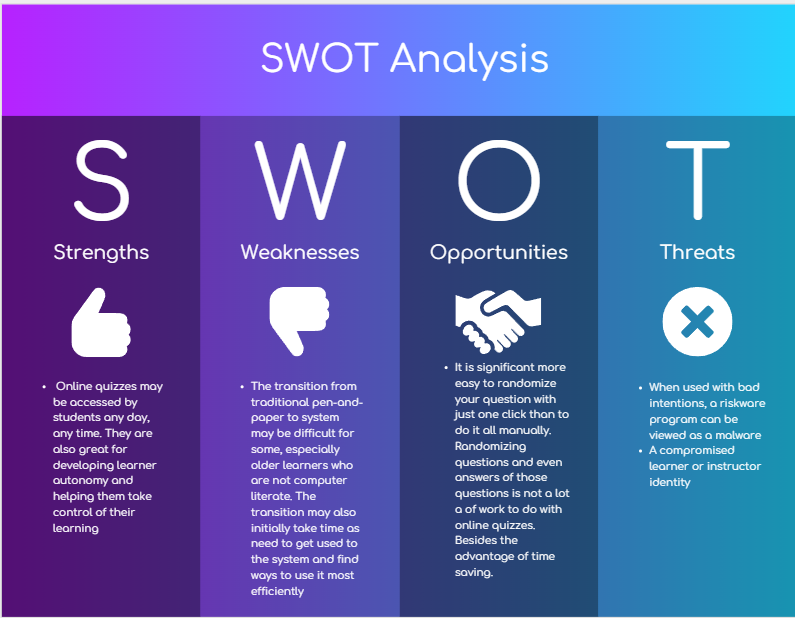 SWOT Analysis
S
Strengths
• Online quizzes may
be accessed by
students any day,
any time. They are
also great for
developing learner
autonomy and
helping them take
control of their
learning
W
Weaknesses
• The transition from
traditional pen-and-
paper to system
may be difficult for
some, especially
older learners who
are not computer
literate. The
transition may also
initially take time as
need to get used to
the system and find
ways to use it most
efficiently
O
Opportunities
• It is significant more
easy to randomize
your question with
just one click than to
do it all manually.
Randomizing
questions and even
answers of those
questions is not a lot
a of work to do with
online quizzes.
Besides the
advantage of time
saving.
T
Threats
• When used with bad
intentions, a riskware
program can be
viewed as a malware
• A compromised
learner or instructor
identity